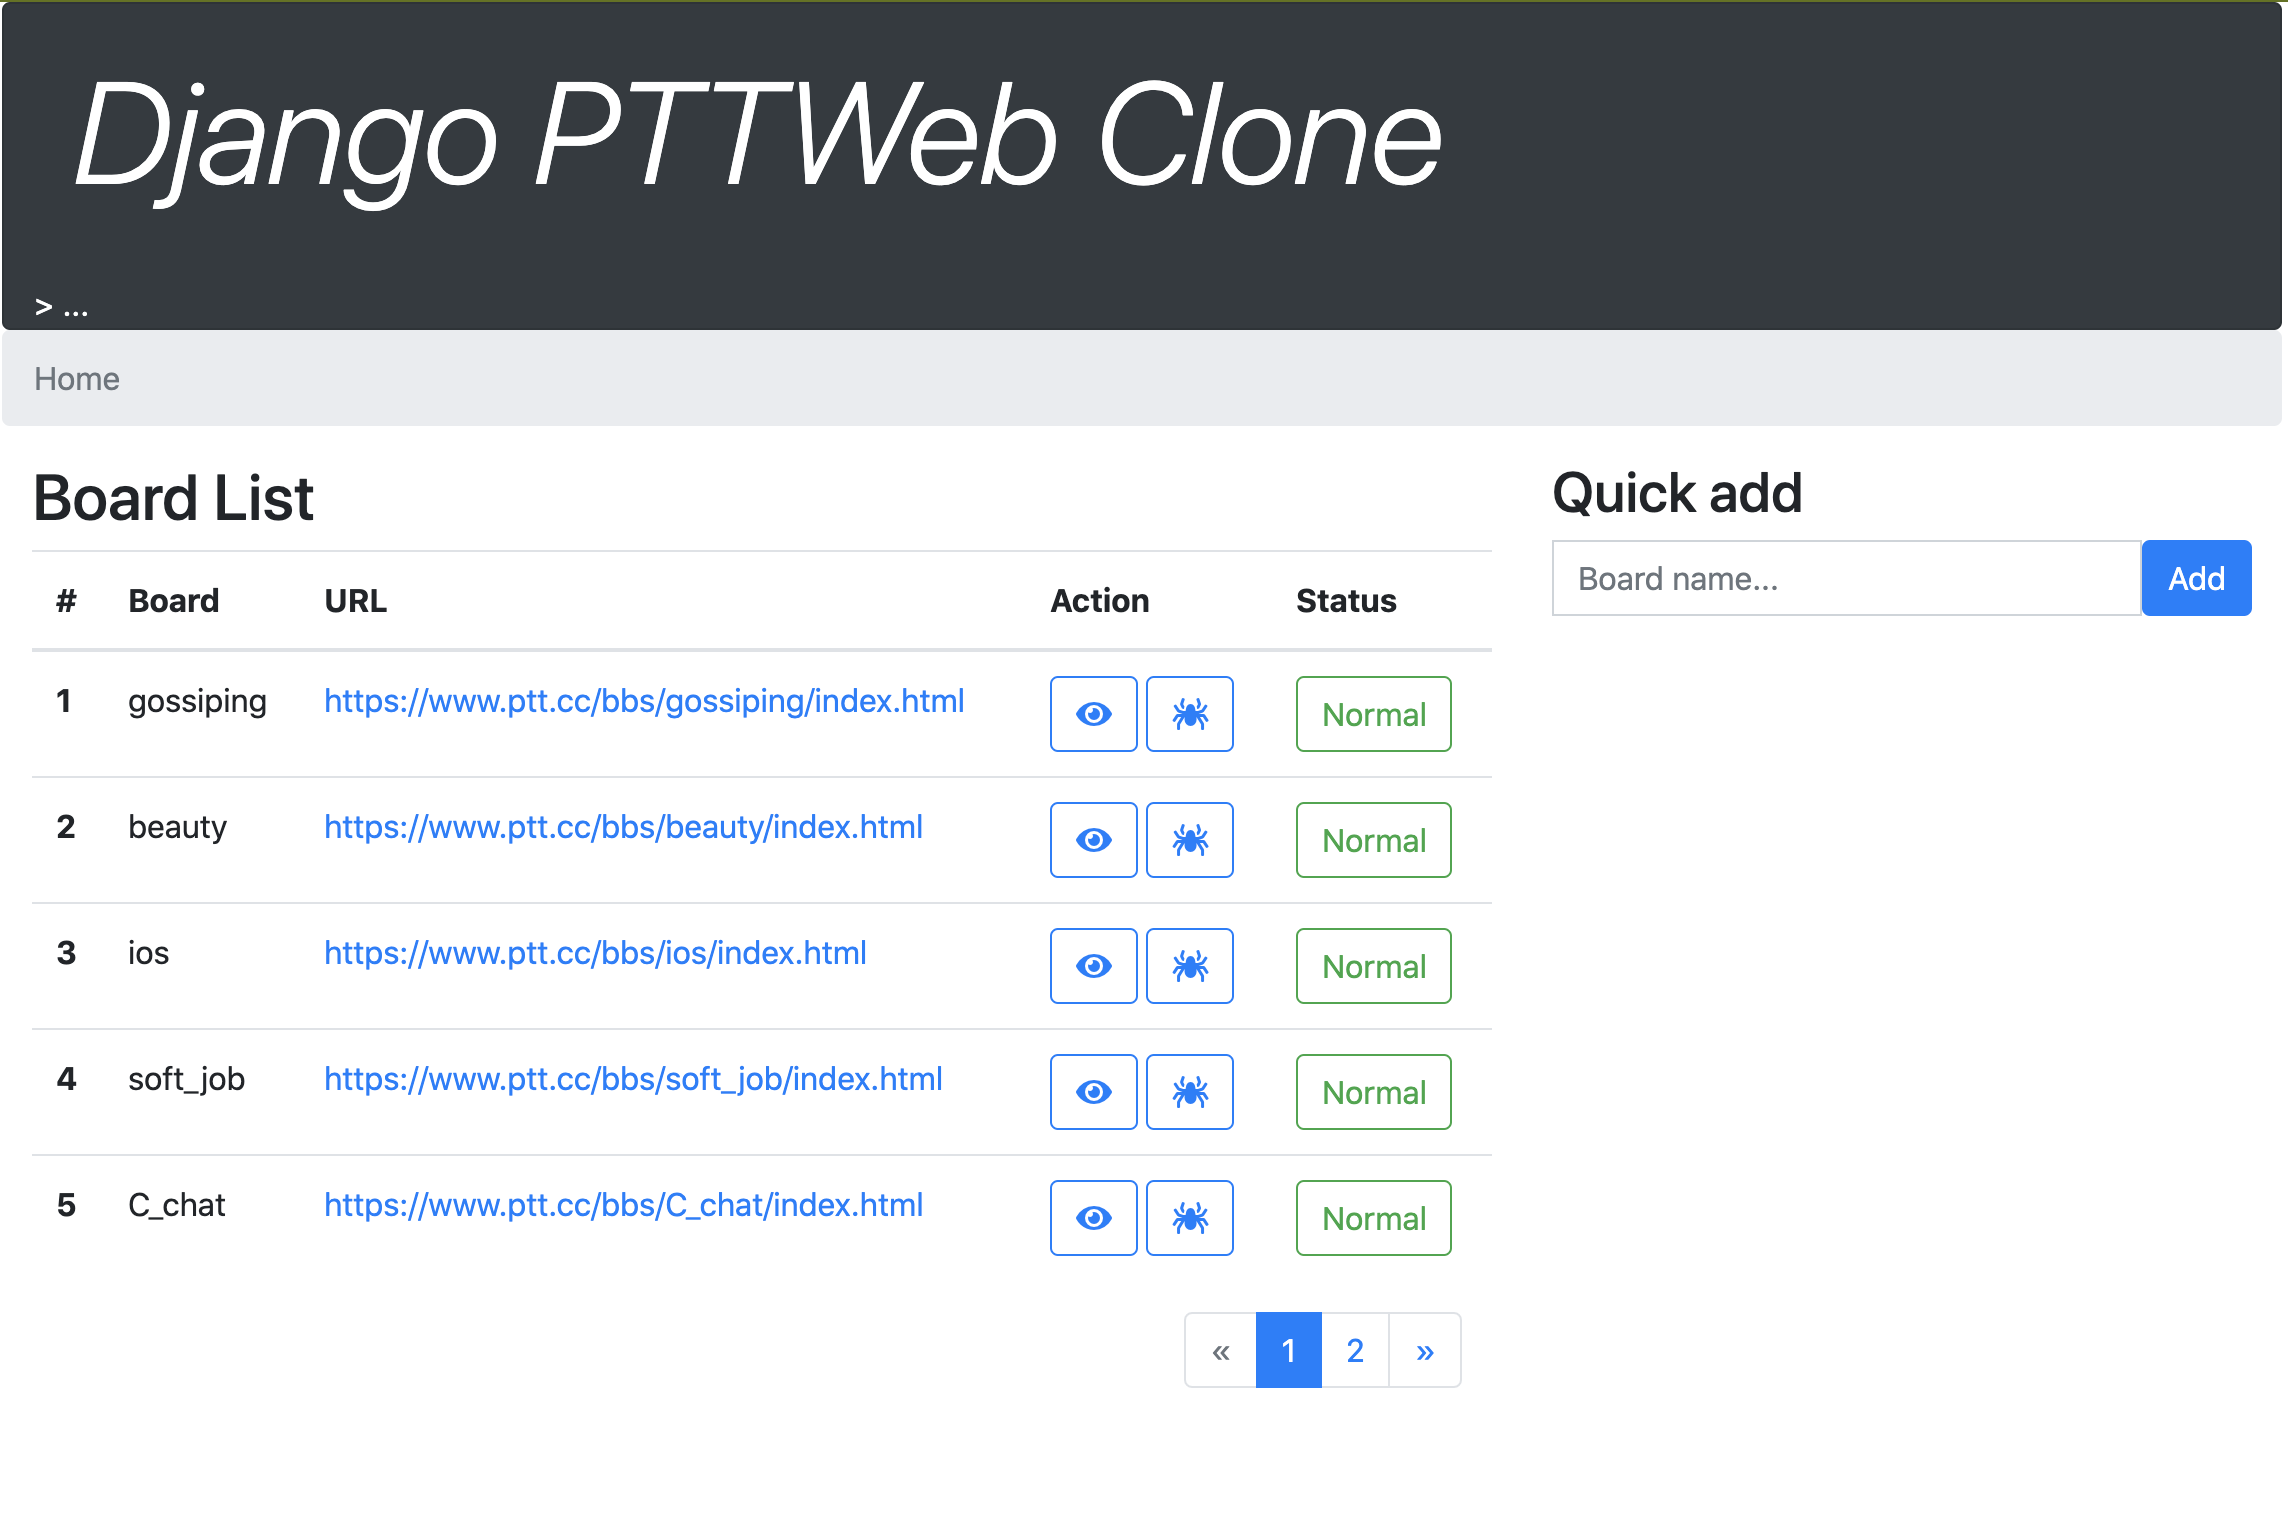 Django PTTWeb Clone
> ...
Home
Board List
# Board URL Action Status
1 gossiping https://www.ptt.cc/bbs/gossiping/index.html Normal
2 beauty https://www.ptt.cc/bbs/beauty/index.html Normal
3 ios https://www.ptt.cc/bbs/ios/index.html Normal
4 soft_job https://www.ptt.cc/bbs/soft_job/index.html Normal
5 C_chat https://www.ptt.cc/bbs/C_chat/index.html Normal
« 1 2 »
Quick add
Board name... Add